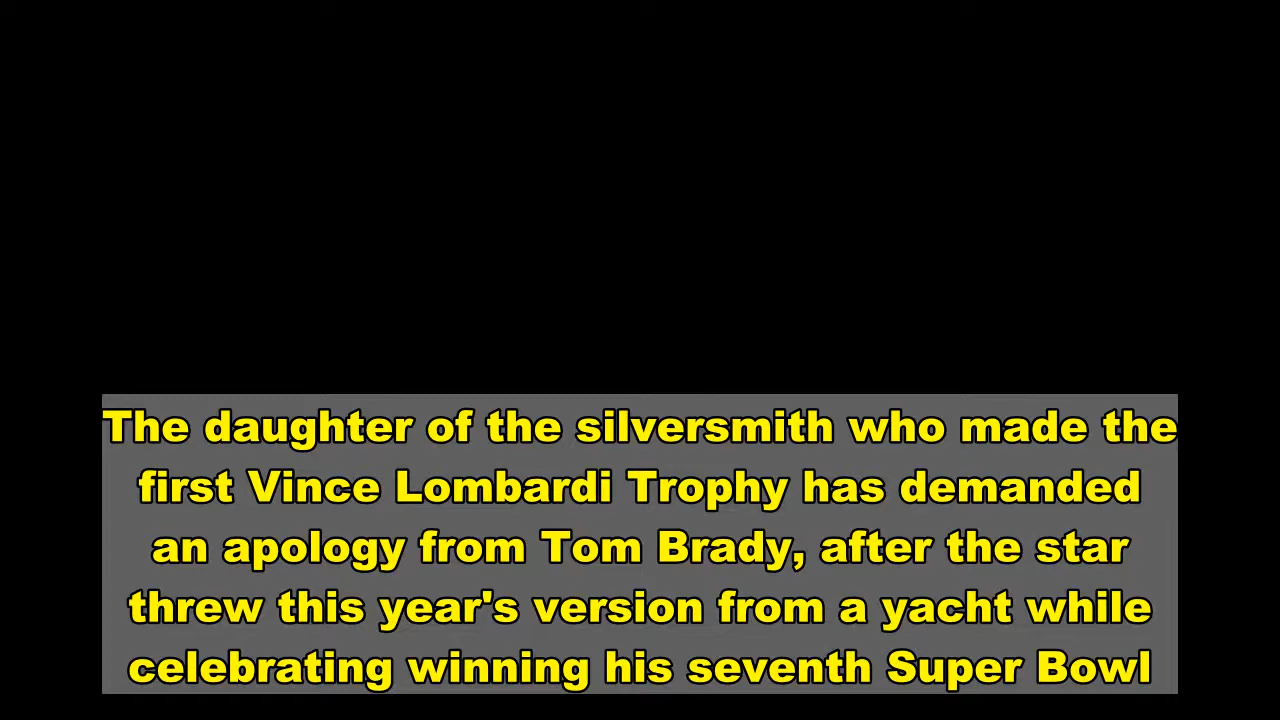 The daughter of the silversmith who made the
first Vince Lombardi Trophy has demanded
an apology from Tom Brady, after the star
threw this year's version from a yacht while
celebrating winning his seventh Super Bowl